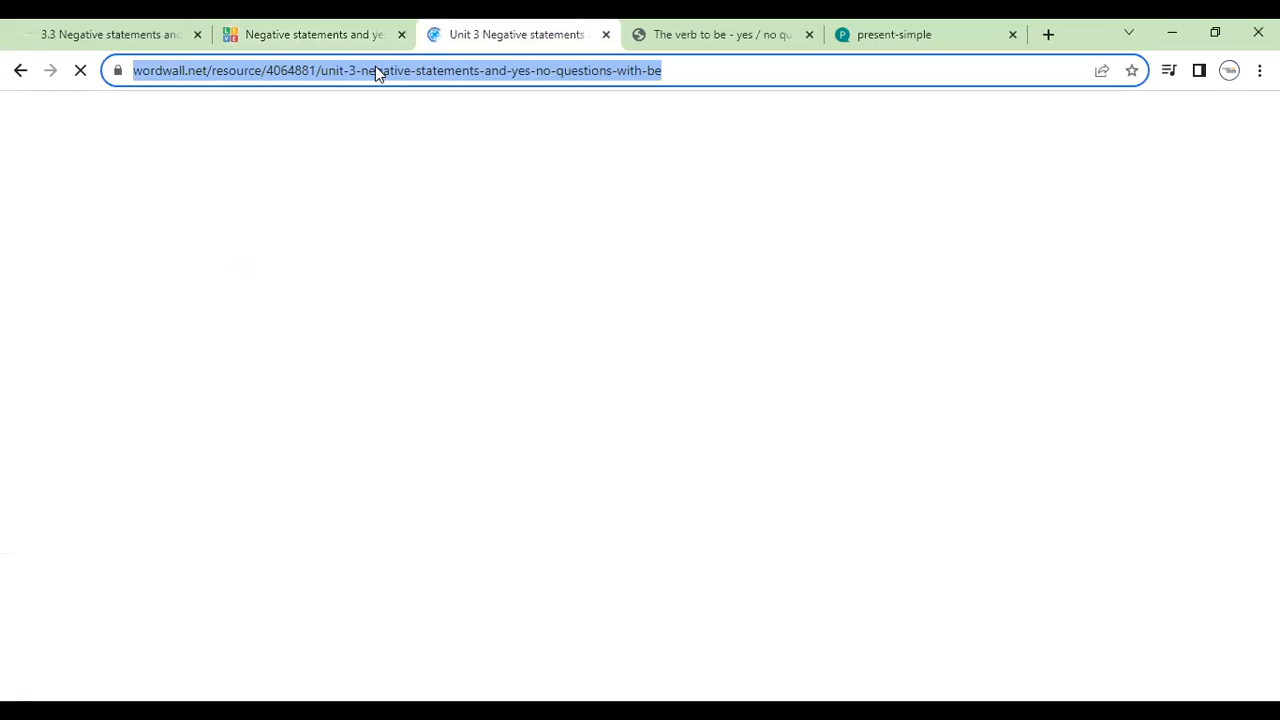 3.3 Negative statements and
Negative statements and ye
Unit 3 Negative statements
The verb to be - yes / no qu
present-simple
wordwall.net/resource/4064881/unit-3-negative-statements-and-yes-no-questions-with-be